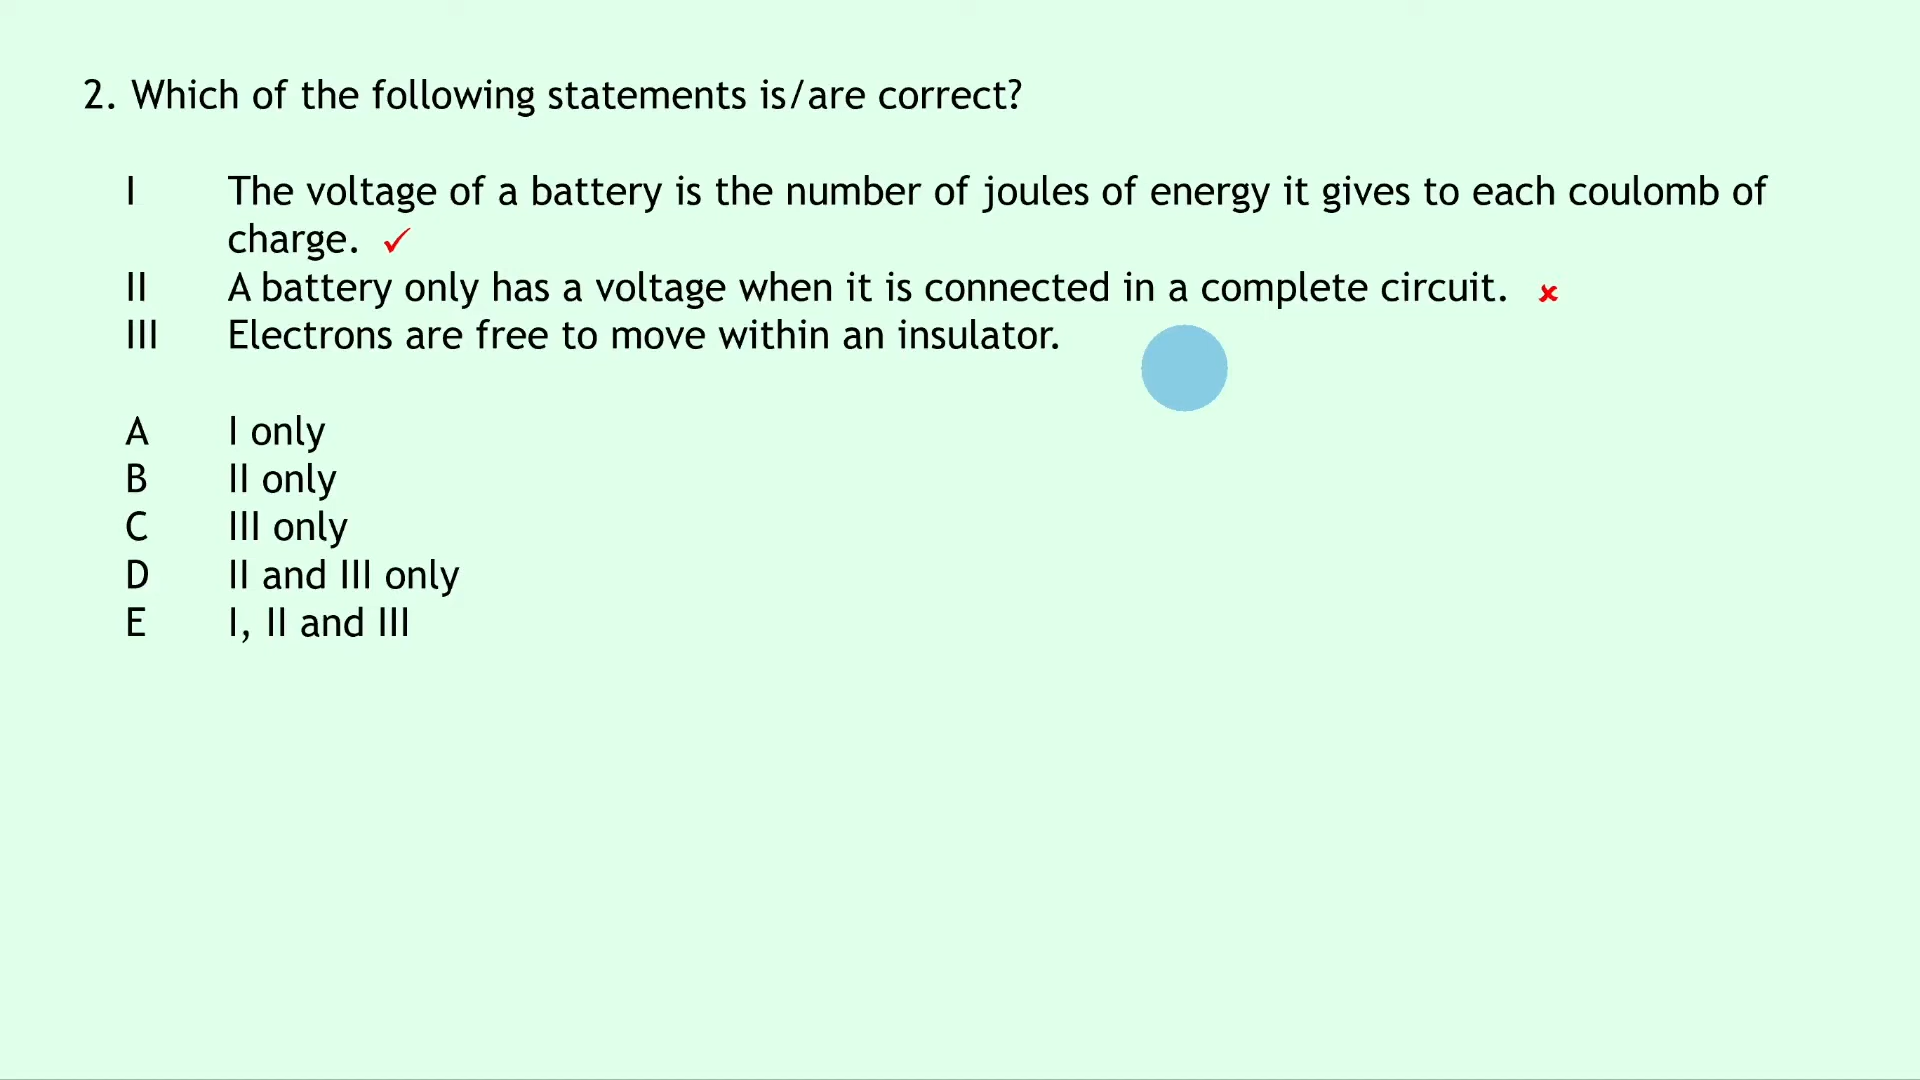 2. Which of the following statements is/are correct?
I The voltage of a battery is the number of joules of energy it gives to each coulomb of
charge. ✓
II A battery only has a voltage when it is connected in a complete circuit. ✘
III Electrons are free to move within an insulator.
A I only
B II only
C III only
D II and III only
E I, II and III